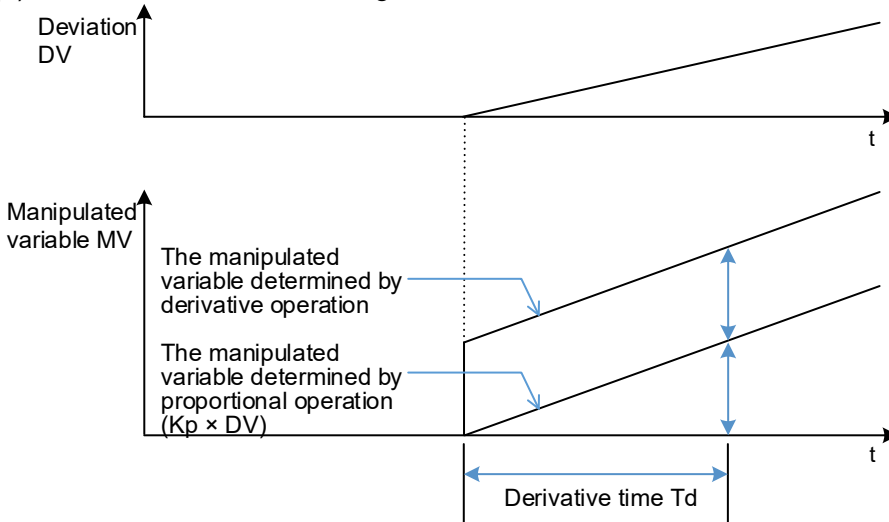 Deviation
DV
t
Manipulated
variable MV
The manipulated
variable determined by
derivative operation
The manipulated
variable determined by
proportional operation
(Kp × DV)
t
Derivative time Td